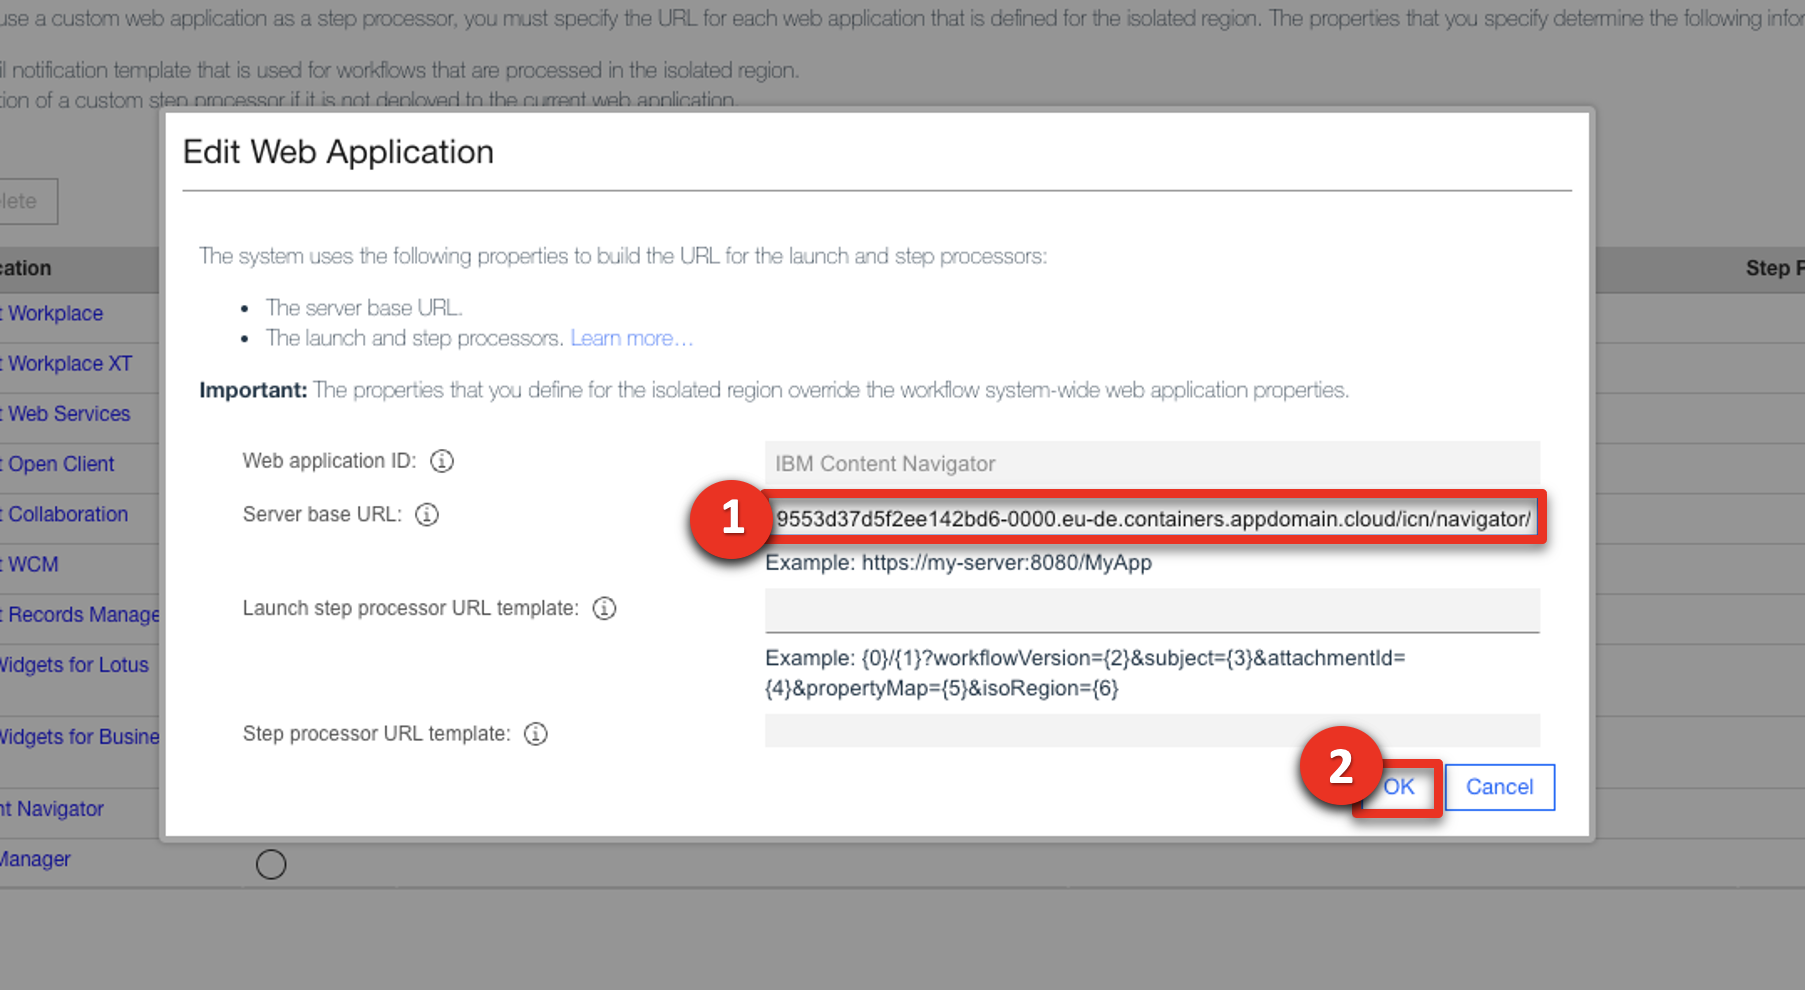 use a custom web application as a step processor, you must specify the URL for each web application that is defined for the isolated region. The properties that you specify determine the following infor
il notification template that is used for workflows that are processed in the isolated region.
tion of a custom step processor if it is not deployed to the current web application.
Edit Web Application
lete
The system uses the following properties to build the URL for the launch and step processors:
cation
Step P
t Workplace
• The server base URL.
• The launch and step processors. Learn more…
t Workplace XT
Important: The properties that you define for the isolated region override the workflow system-wide web application properties.
t Web Services
t Open Client
Web application ID:
IBM Content Navigator
t Collaboration
Server base URL:
1
9553d37d5f2ee142bd6-0000.eu-de.containers.appdomain.cloud/icn/navigator/
t WCM
Example: https://my-server:8080/MyApp
t Records Manage
Launch step processor URL template:
Widgets for Lotus
Example: {0}/{1}?workflowVersion={2}&subject={3}&attachmentId=
{4}&propertyMap={5}&isoRegion={6}
Widgets for Busine
Step processor URL template:
2
OK
Cancel
nt Navigator
Manager